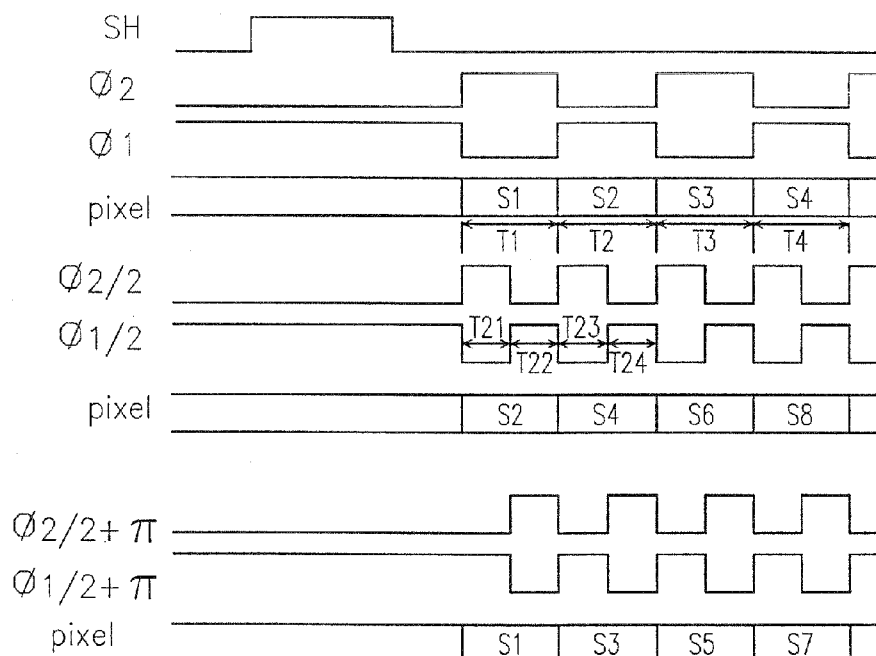 SH
Ø2
Ø1
pixel S1 S2 S3 S4
T1 T2 T3 T4
Ø2/2
Ø1/2 T21 T23
T22 T24
pixel S2 S4 S6 S8
Ø2/2+π
Ø1/2+π
pixel S1 S3 S5 S7